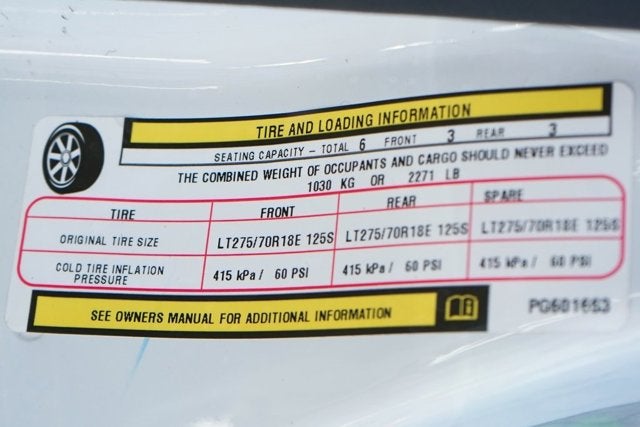 TIRE AND LOADING INFORMATION
SEATING CAPACITY - TOTAL 6 FRONT 3 REAR 3
THE COMBINED WEIGHT OF OCCUPANTS AND CARGO SHOULD NEVER EXCEED
1030 KG OR 2271 LB
TIRE FRONT REAR SPARE
ORIGINAL TIRE SIZE LT275/70R18E 125S LT275/70R18E 125S LT275/70R18E 125S
COLD TIRE INFLATION PRESSURE 415 kPa / 60 PSI 415 kPa / 60 PSI 415 kPa / 60 PSI
SEE OWNERS MANUAL FOR ADDITIONAL INFORMATION